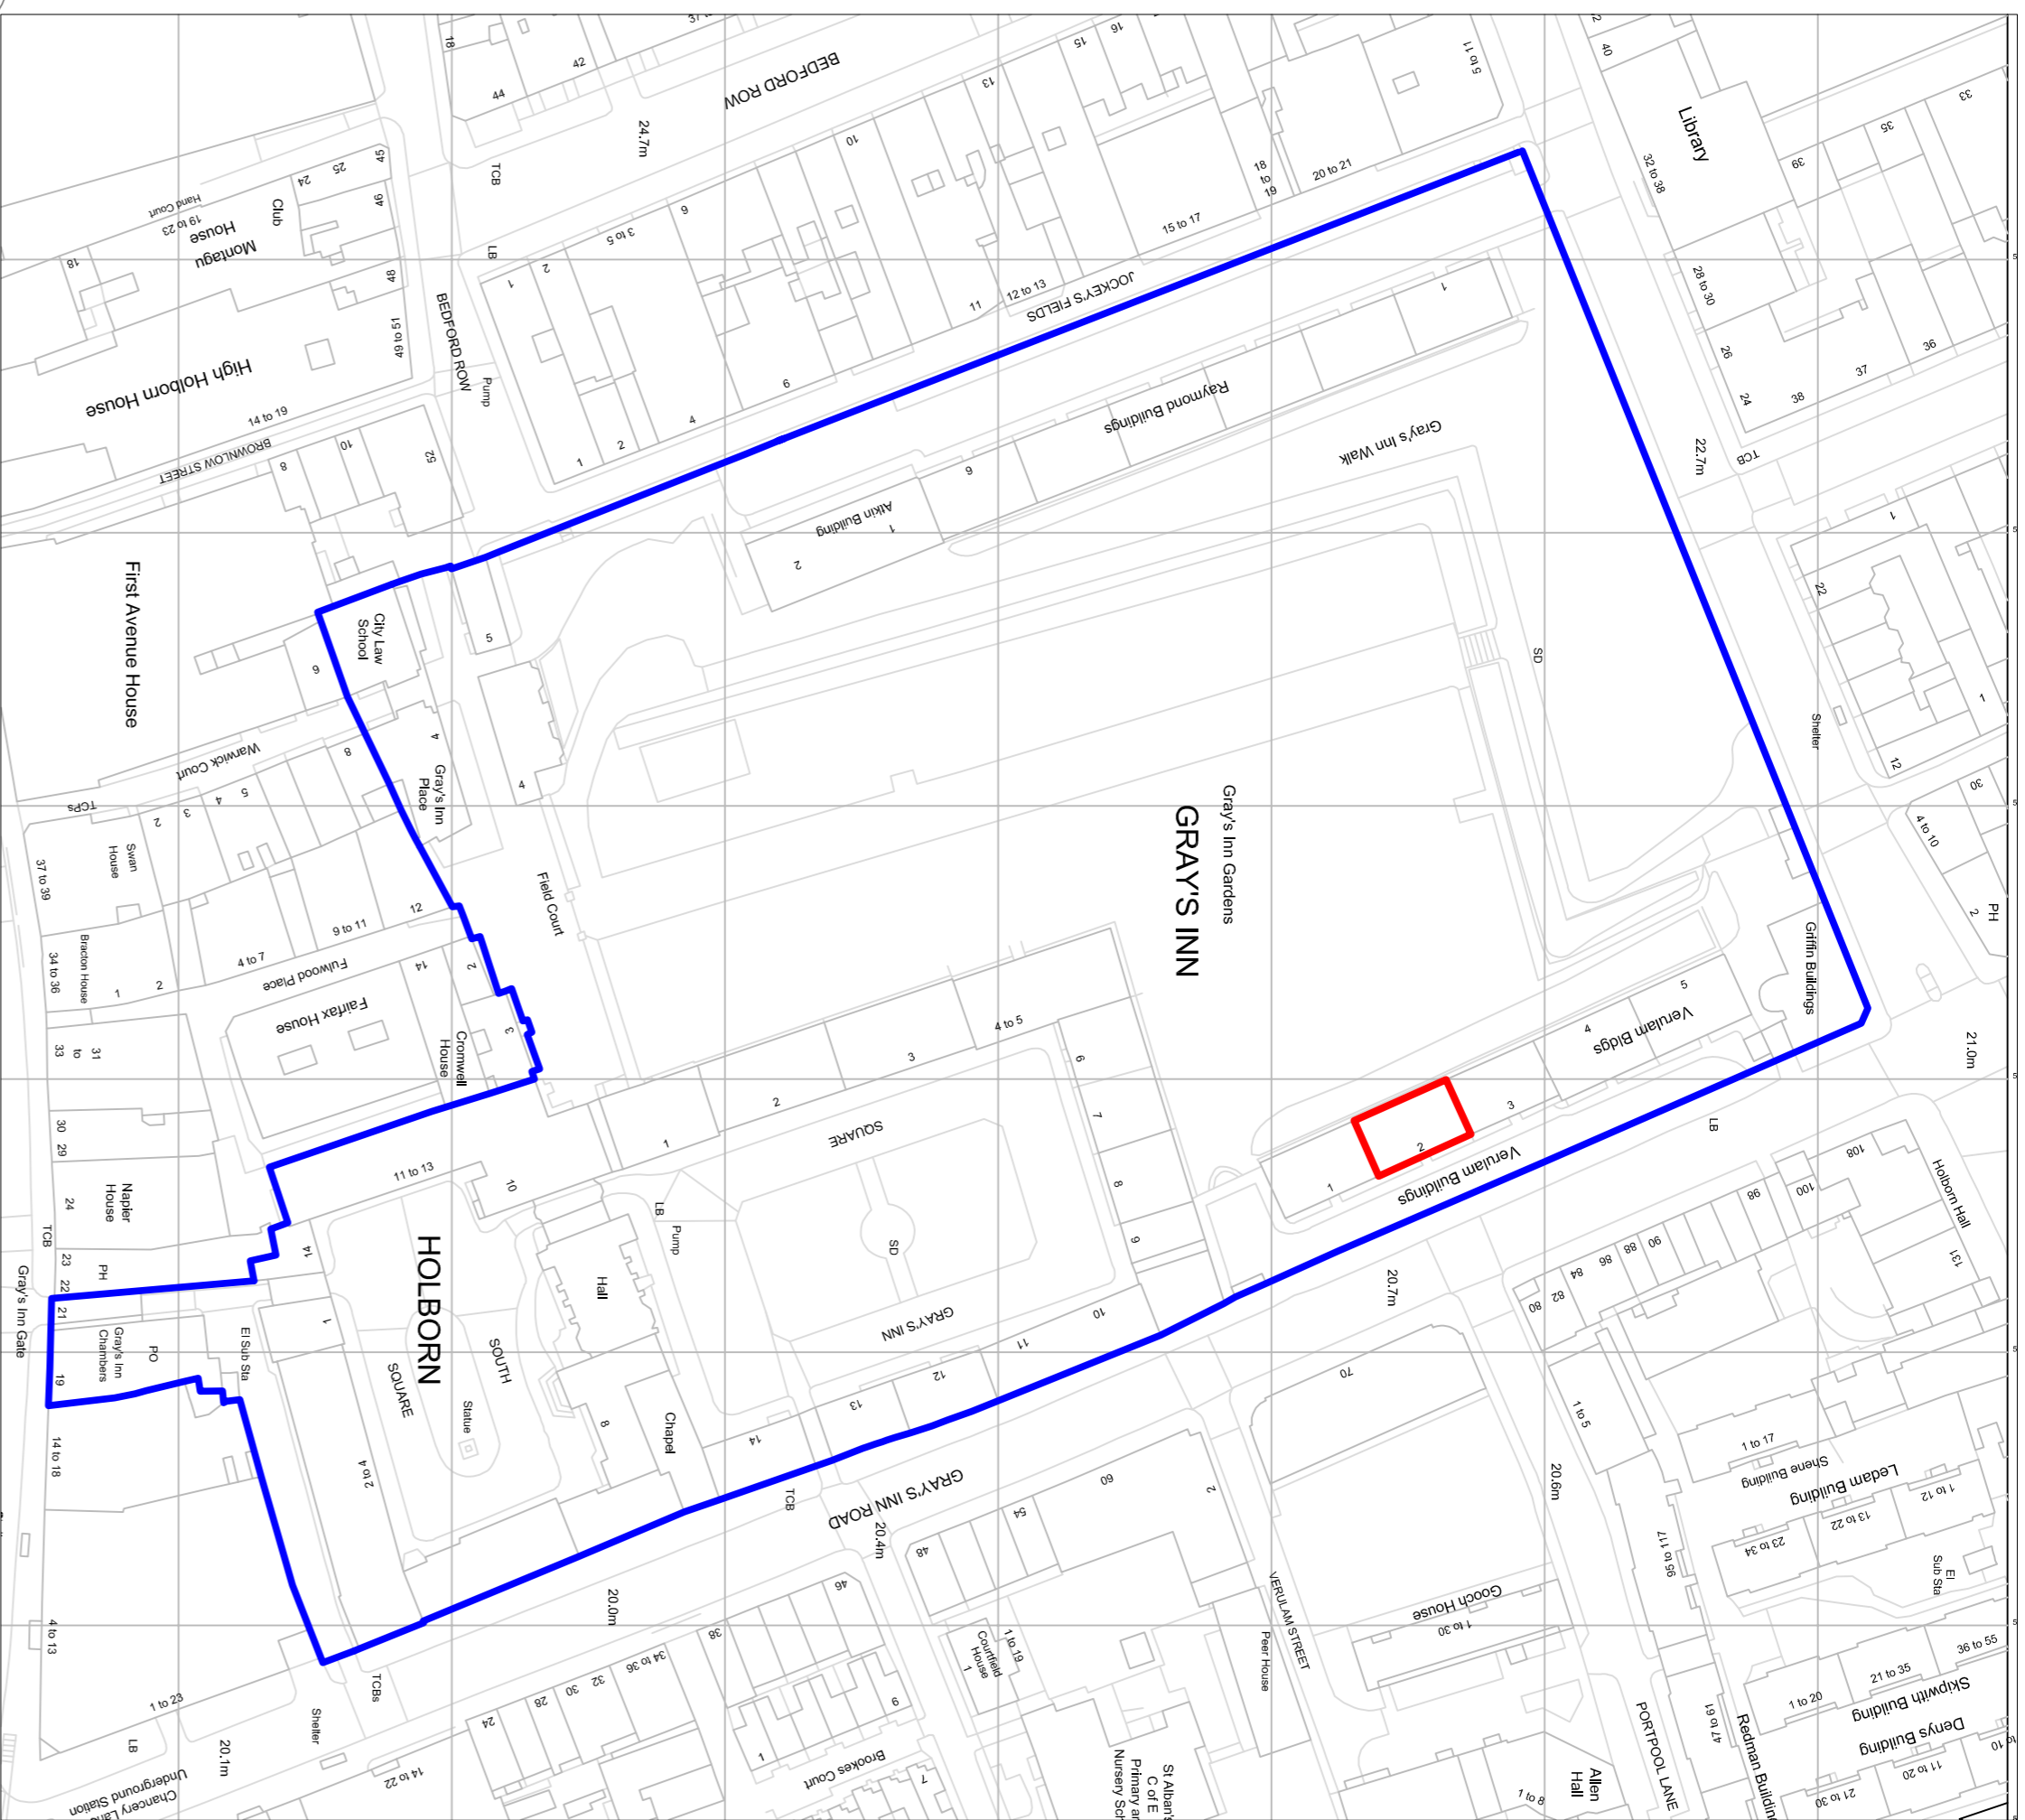 18
44
42
BEDFORD ROW
24.7m
TCB
15
16
13
10
5 to 11
40
Library
32 to 38
33
35
39
18
to
19
20 to 21
15 to 17
45
25
24
46
Club
Hand Court
19 to 23
Montagu
House
18
48
49 to 51
LB
1
2
3 to 5
6
BEDFORD ROW
11
12 to 13
JOCKEY'S FIELDS
28 to 30
26
24
36
37
38
High Holborn House
14 to 19
BROWNLOW STREET
Pump
8
10
52
1
2
4
6
1
Raymond Buildings
6
Gray's Inn Walk
Atkin Building
1
2
22.7m
TCB
1
22
1
12
First Avenue House
City Law
School
6
5
4
SD
Shelter
30
4 to 10
2
PH
Warwick Court
TCPs
8
5
4
3
2
4
Gray's Inn
Place
Swan
House
37 to 39
34 to 36
Bracton House
1
2
4 to 7
9 to 11
12
Fulwood Place
Fairfax House
14
2
3
Cromwell
House
Field Court
Gray's Inn Gardens
GRAY'S INN
Griffin Buildings
5
4
Verulam Bldgs
3
2
1
Verulam Buildings
21.0m
LB
31
to
33
30
29
24
Napier
House
TCB
23
22
21
PH
Gray's Inn Gate
Gray's Inn
Chambers
PO
19
El Sub Sta
14 to 18
4 to 13
1
2
3
4 to 5
6
7
8
9
SQUARE
SD
GRAY'S INN
10
11
12
13
14
11 to 13
10
14
LB
Pump
Hall
HOLBORN
SOUTH
SQUARE
1
Statue
8
Chapel
2 to 4
TCB
GRAY'S INN ROAD
20.4m
20.0m
20.7m
20.6m
108
Holborn Hall
131
100
98
90
88
86
84
82
80
70
1 to 5
1 to 17
Shene Building
Ledam Building
1 to 12
13 to 22
23 to 34
El
Sub Sta
95 to 117
60
54
48
2
VERULAM STREET
Peer House
Gooch House
1 to 30
46
38
34 to 36
32
30
28
24
Courtfield
House
1
1 to 19
9
1
7
Brookes Court
TCBs
Shelter
1 to 23
LB
20.1m
14 to 22
Underground Station
St Alban's
C of E
1 to 8
Allen
Hall
PORTPOOL LANE
47 to 61
1 to 20
21 to 35
36 to 55
Skipwith Building
Denys Building
11 to 20
21 to 30